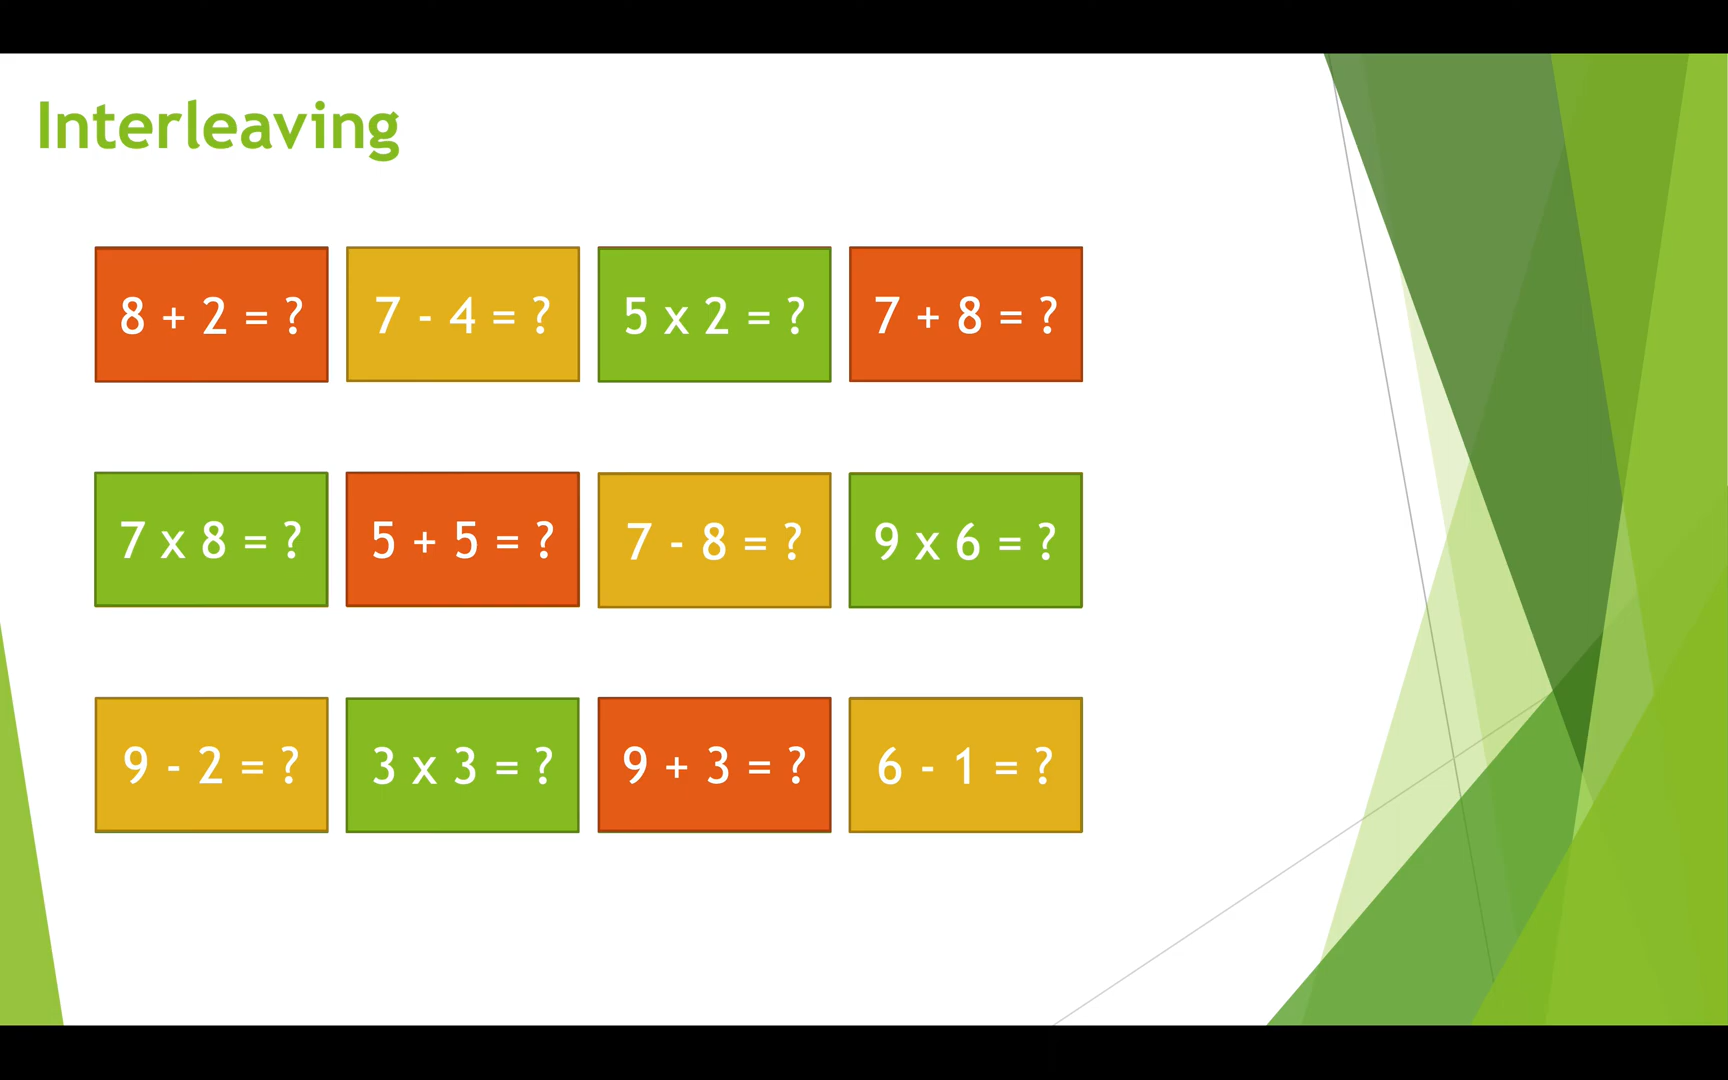 Interleaving
8 + 2 = ?
7 - 4 = ?
5 x 2 = ?
7 + 8 = ?
7 x 8 = ?
5 + 5 = ?
7 - 8 = ?
9 x 6 = ?
9 - 2 = ?
3 x 3 = ?
9 + 3 = ?
6 - 1 = ?